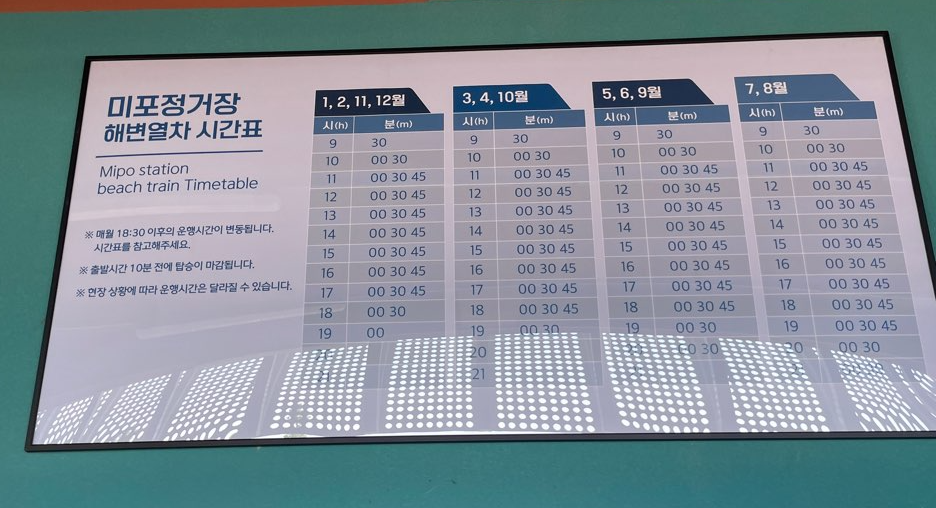 미포정거장
해변열차 시간표
Mipo station
beach train Timetable
※ 매월 18:30 이후의 운행시간이 변동됩니다.
시간표를 참고해주세요.
※ 출발시간 10분 전에 탑승이 마감됩니다.
※ 현장 상황에 따라 운행시간은 달라질 수 있습니다.
1, 2, 11, 12월
시(h) 분(m)
9 30
10 00 30
11 00 30 45
12 00 30 45
13 00 30 45
14 00 30 45
15 00 30 45
16 00 30 45
17 00 30 45
18 00 30
19 00
20
21
3, 4, 10월
시(h) 분(m)
9 30
10 00 30
11 00 30 45
12 00 30 45
13 00 30 45
14 00 30 45
15 00 30 45
16 00 30 45
17 00 30 45
18 00 30 45
19 00 30
20
21
5, 6, 9월
시(h) 분(m)
9 30
10 00 30
11 00 30 45
12 00 30 45
13 00 30 45
14 00 30 45
15 00 30 45
16 00 30 45
17 00 30 45
18 00 30 45
19 00 30
20 00 30
7, 8월
시(h) 분(m)
9 30
10 00 30
11 00 30 45
12 00 30 45
13 00 30 45
14 00 30 45
15 00 30 45
16 00 30 45
17 00 30 45
18 00 30 45
19 00 30 45
20 00 30